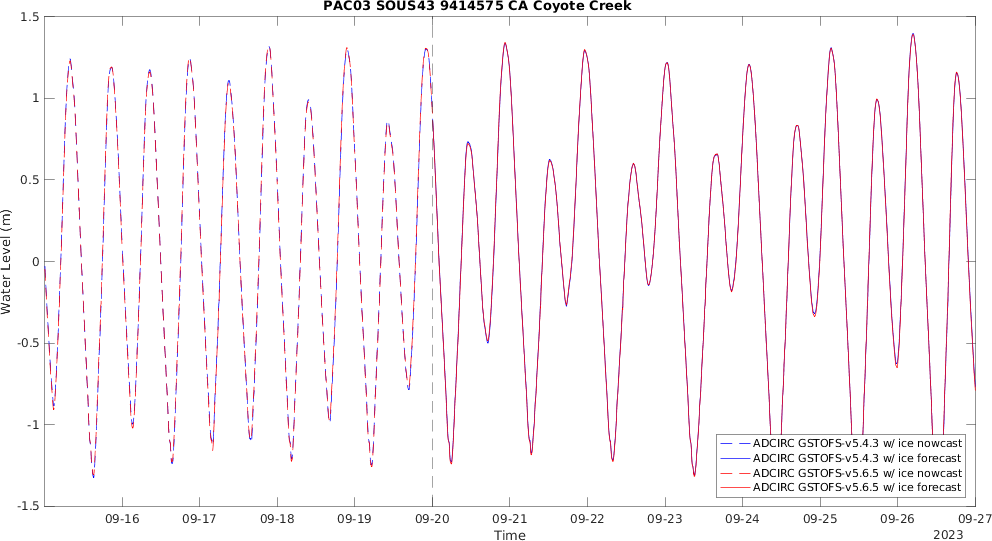 PAC03 SOUS43 9414575 CA Coyote Creek
1.5
1
0.5
0
-0.5
-1
-1.5
Water Level (m)
ADCIRC GSTOFS-v5.4.3 w/ ice nowcast
ADCIRC GSTOFS-v5.4.3 w/ ice forecast
ADCIRC GSTOFS-v5.6.5 w/ ice nowcast
ADCIRC GSTOFS-v5.6.5 w/ ice forecast
09-16 09-17 09-18 09-19 09-20 09-21 09-22 09-23 09-24 09-25 09-26 09-27
Time
2023